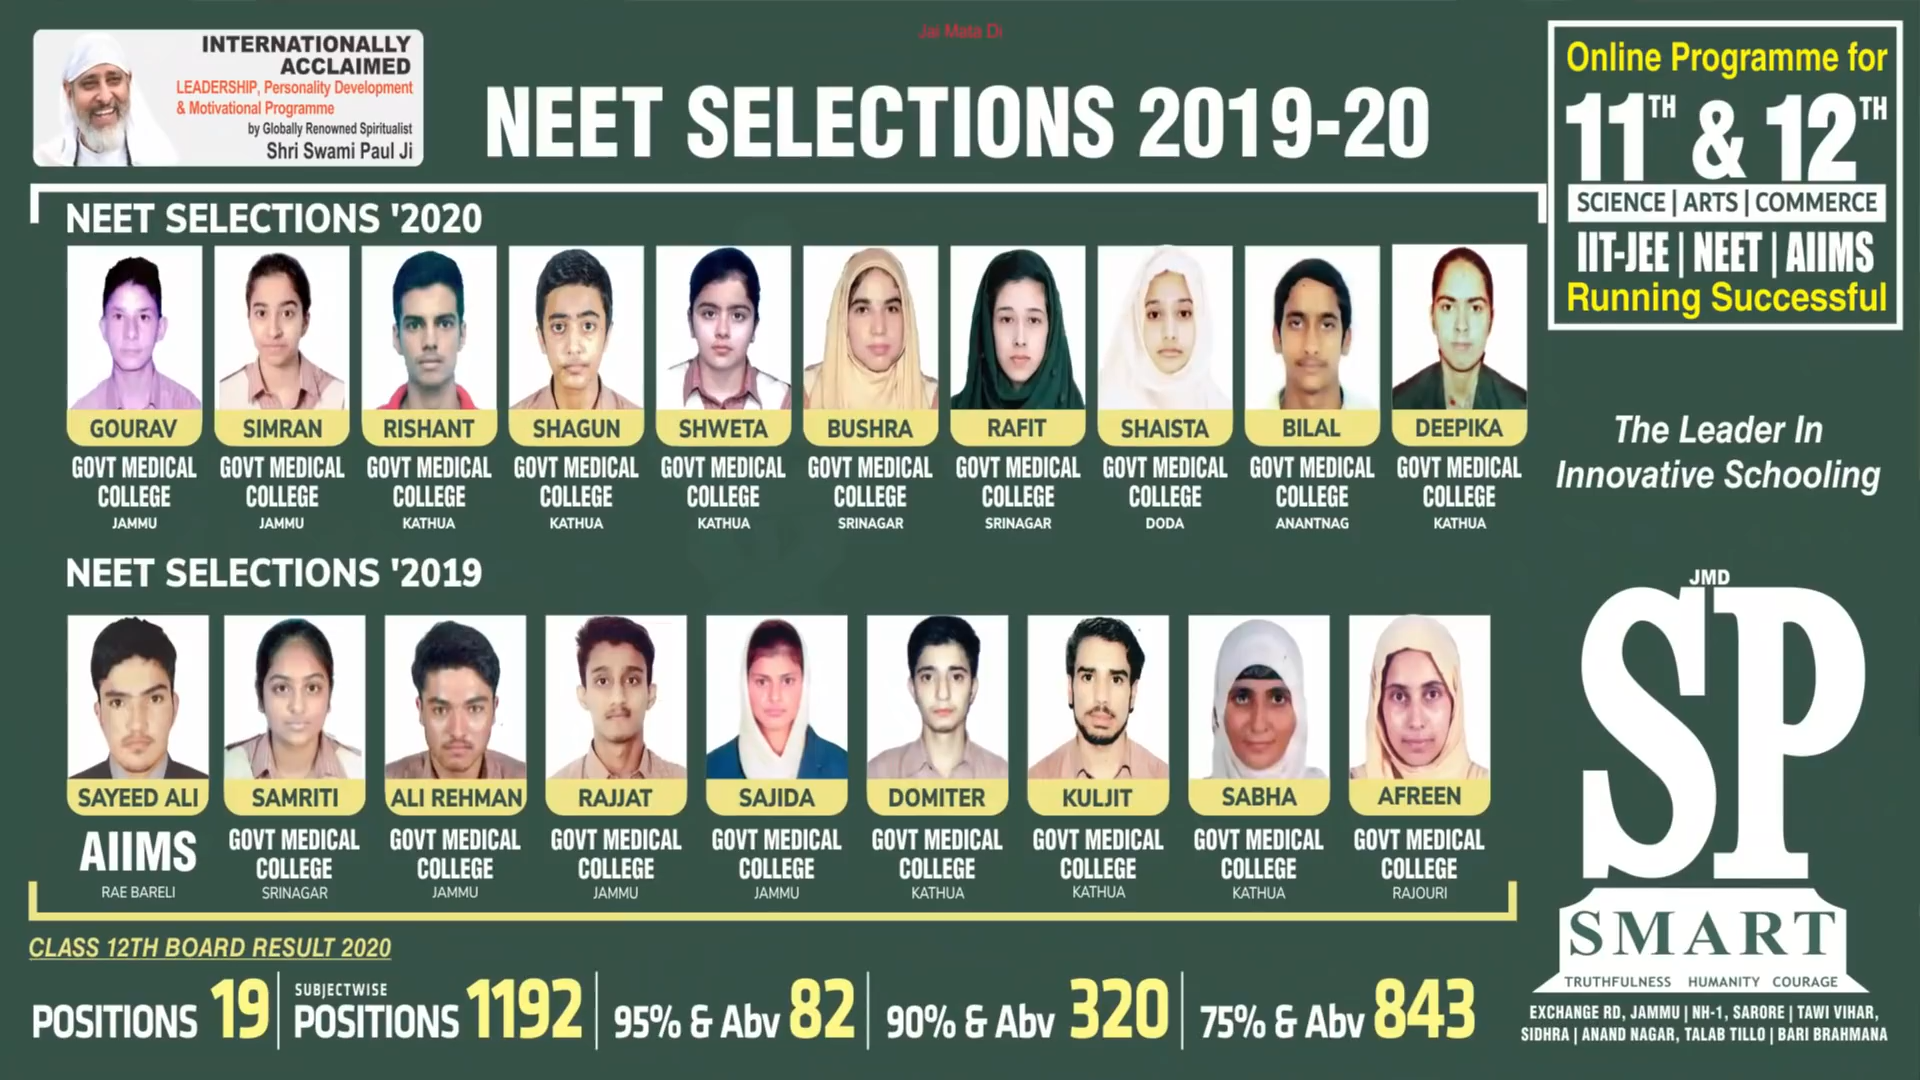 Jai Mata Di
INTERNATIONALLY
ACCLAIMED
LEADERSHIP, Personality Development
& Motivational Programme
by Globally Renowned Spiritualist
Shri Swami Paul Ji
NEET SELECTIONS 2019-20
Online Programme for
11TH & 12TH
SCIENCE | ARTS | COMMERCE
IIT-JEE | NEET | AIIMS
Running Successful
NEET SELECTIONS '2020
GOURAV SIMRAN RISHANT SHAGUN SHWETA BUSHRA RAFIT SHAISTA BILAL DEEPIKA
GOVT MEDICAL GOVT MEDICAL GOVT MEDICAL GOVT MEDICAL GOVT MEDICAL GOVT MEDICAL GOVT MEDICAL GOVT MEDICAL GOVT MEDICAL GOVT MEDICAL
COLLEGE COLLEGE COLLEGE COLLEGE COLLEGE COLLEGE COLLEGE COLLEGE COLLEGE COLLEGE
JAMMU JAMMU KATHUA KATHUA KATHUA SRINAGAR SRINAGAR DODA ANANTNAG KATHUA
The Leader In
Innovative Schooling
NEET SELECTIONS '2019
SAYEED ALI SAMRITI ALI REHMAN RAJJAT SAJIDA DOMITER KULJIT SABHA AFREEN
AIIMS GOVT MEDICAL GOVT MEDICAL GOVT MEDICAL GOVT MEDICAL GOVT MEDICAL GOVT MEDICAL GOVT MEDICAL GOVT MEDICAL
COLLEGE COLLEGE COLLEGE COLLEGE COLLEGE COLLEGE COLLEGE COLLEGE
RAE BARELI SRINAGAR JAMMU JAMMU JAMMU KATHUA KATHUA KATHUA RAJOURI
JMD
SP
SMART
TRUTHFULNESS HUMANITY COURAGE
EXCHANGE RD, JAMMU | NH-1, SARORE | TAWI VIHAR,
SIDHRA | ANAND NAGAR, TALAB TILLO | BARI BRAHMANA
CLASS 12TH BOARD RESULT 2020
POSITIONS 19 | SUBJECTWISE POSITIONS 1192 | 95% & Abv 82 | 90% & Abv 320 | 75% & Abv 843